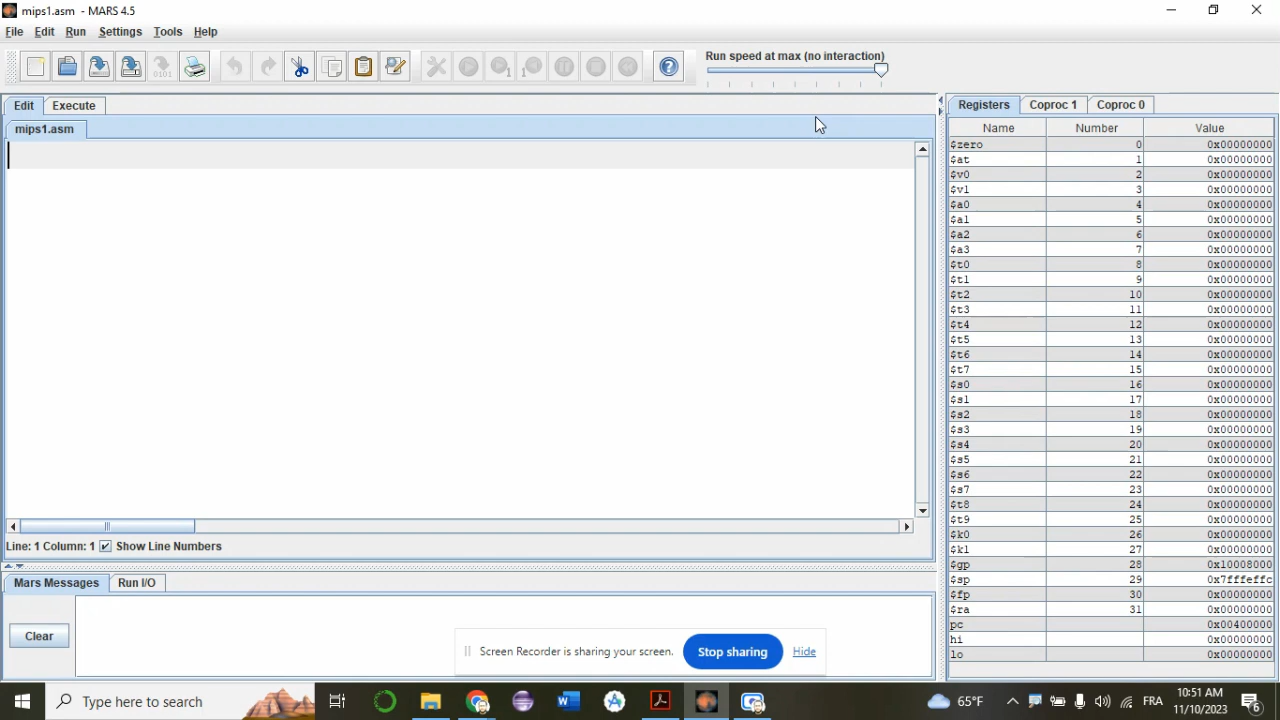 mips1.asm - MARS 4.5
File Edit Run Settings Tools Help
Run speed at max (no interaction)
Edit Execute
mips1.asm
Line: 1 Column: 1 Show Line Numbers
Mars Messages Run I/O
Clear
Screen Recorder is sharing your screen. Stop sharing Hide
Registers Coproc 1 Coproc 0
Name Number Value
$zero 0 0x00000000
$at 1 0x00000000
$v0 2 0x00000000
$v1 3 0x00000000
$a0 4 0x00000000
$a1 5 0x00000000
$a2 6 0x00000000
$a3 7 0x00000000
$t0 8 0x00000000
$t1 9 0x00000000
$t2 10 0x00000000
$t3 11 0x00000000
$t4 12 0x00000000
$t5 13 0x00000000
$t6 14 0x00000000
$t7 15 0x00000000
$s0 16 0x00000000
$s1 17 0x00000000
$s2 18 0x00000000
$s3 19 0x00000000
$s4 20 0x00000000
$s5 21 0x00000000
$s6 22 0x00000000
$s7 23 0x00000000
$t8 24 0x00000000
$t9 25 0x00000000
$k0 26 0x00000000
$k1 27 0x00000000
$gp 28 0x10008000
$sp 29 0x7fffeffc
$fp 30 0x00000000
$ra 31 0x00000000
pc 0x00400000
hi 0x00000000
lo 0x00000000
Type here to search
65°F
FRA
10:51 AM
11/10/2023
6